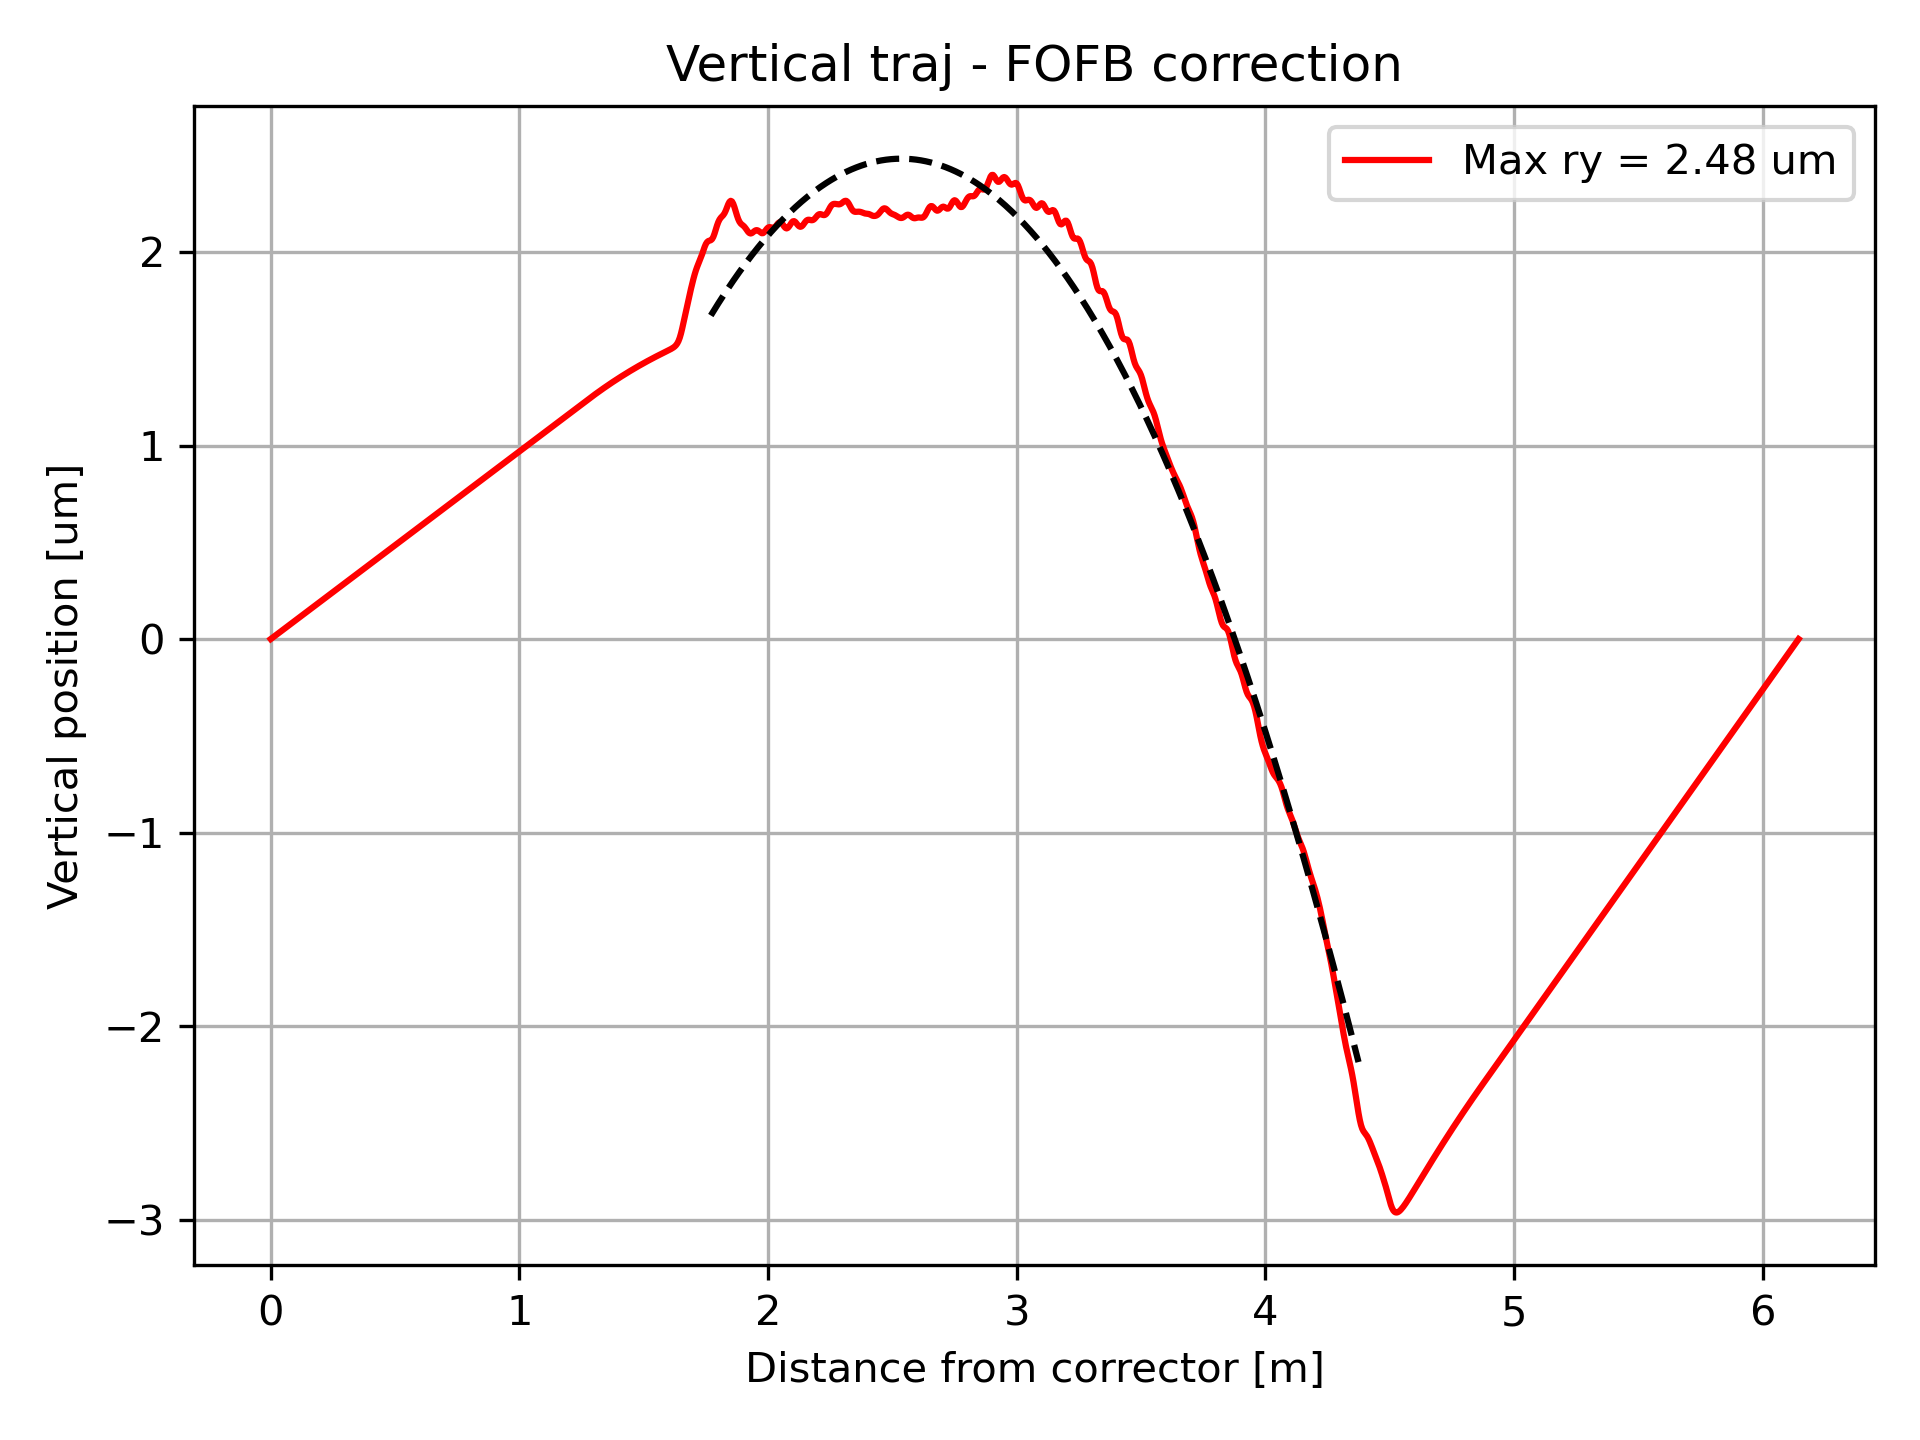 Vertical traj - FOFB correction
Max ry = 2.48 um
Vertical position [um]
2
1
0
−1
−2
−3
0 1 2 3 4 5 6
Distance from corrector [m]